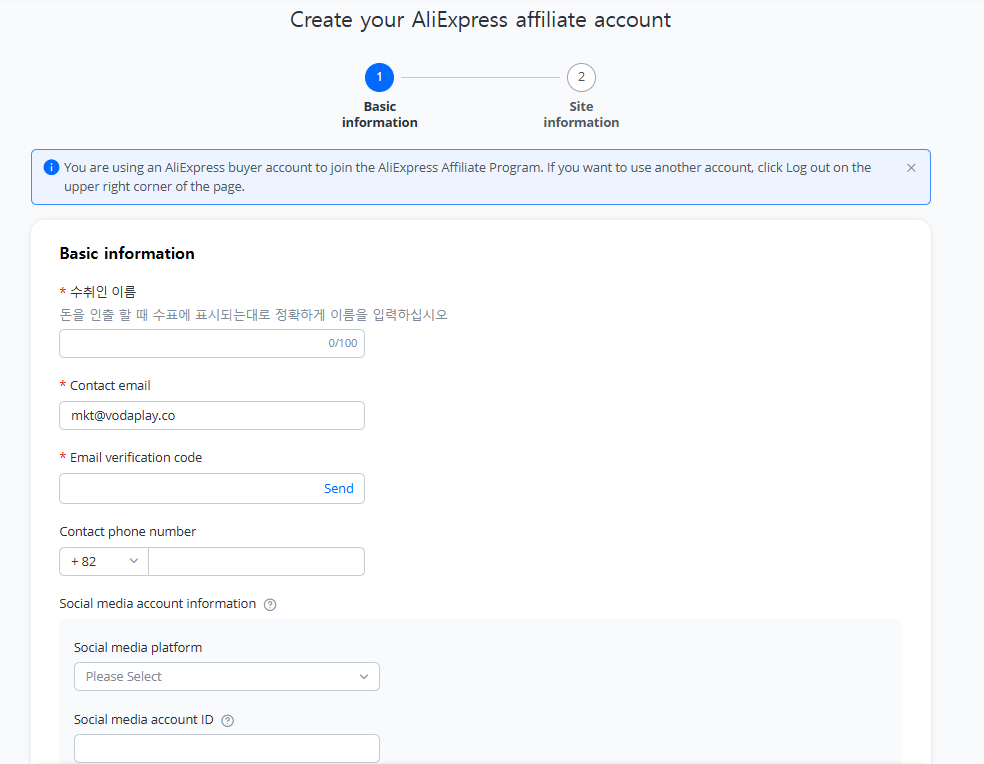 Create your AliExpress affiliate account
1
2
Basic
information
Site
information
You are using an AliExpress buyer account to join the AliExpress Affiliate Program. If you want to use another account, click Log out on the
upper right corner of the page.
Basic information
* 수취인 이름
돈을 인출 할 때 수표에 표시되는대로 정확하게 이름을 입력하십시오
0/100
* Contact email
mkt@vodaplay.co
* Email verification code
Send
Contact phone number
+ 82
Social media account information
Social media platform
Please Select
Social media account ID